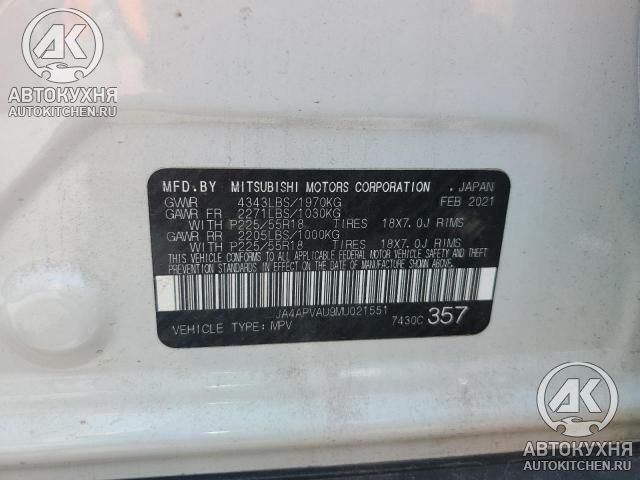 AK
АВТОКУХНЯ
AUTOKITCHEN.RU
MFD.BY MITSUBISHI MOTORS CORPORATION . JAPAN
GVWR 4343LBS/1970KG FEB 2021
GAWR FR 2271LBS/1030KG
WITH P225/55R18 TIRES 18X7.0J RIMS
GAWR RR 2205LBS/1000KG
WITH P225/55R18 TIRES 18X7.0J RIMS
THIS VEHICLE CONFORMS TO ALL APPLICABLE FEDERAL MOTOR VEHICLE SAFETY AND THEFT
PREVENTION STANDARDS IN EFFECT ON THE DATE OF MANUFACTURE SHOWN ABOVE.
JA4APVAU9MU021551
VEHICLE TYPE: MPV 7430C 357
AK
АВТОКУХНЯ
AUTOKITCHEN.RU